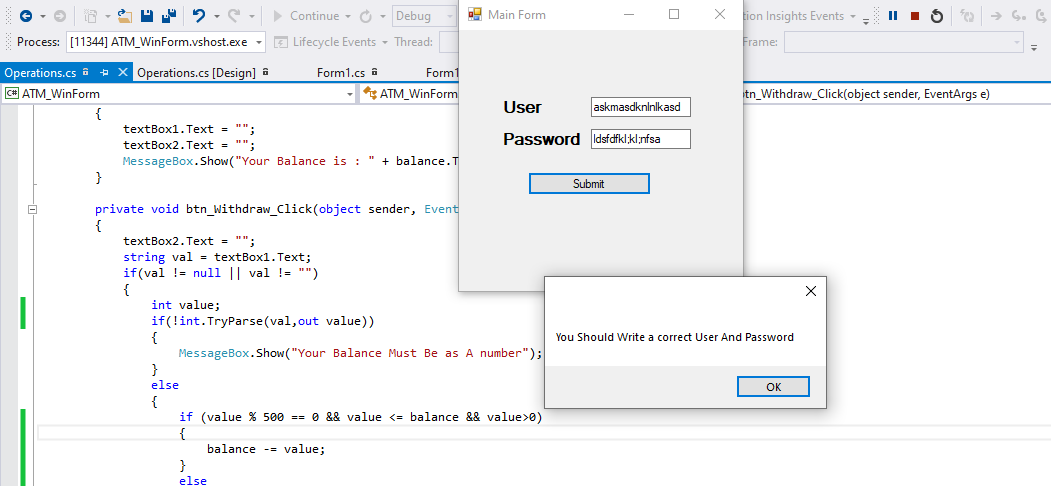 Continue
Debug
Main Form
tion Insights Events
Process:
[11344] ATM_WinForm.vshost.exe
Lifecycle Events
Thread:
Frame:
Operations.cs
Operations.cs [Design]
Form1.cs
Form1
C# ATM_WinForm
ATM_WinForm
btn_Withdraw_Click(object sender, EventArgs e)
{
textBox1.Text = "";
textBox2.Text = "";
MessageBox.Show("Your Balance is : " + balance.T
}
private void btn_Withdraw_Click(object sender, Event
{
textBox2.Text = "";
string val = textBox1.Text;
if(val != null || val != "")
{
int value;
if(!int.TryParse(val,out value))
{
MessageBox.Show("Your Balance Must Be as A number");
}
else
{
if (value % 500 == 0 && value <= balance && value>0)
{
balance -= value;
}
else
User
askmasdknlnlkasd
Password
ldsfdfkl;kl;nfsa
Submit
You Should Write a correct User And Password
OK